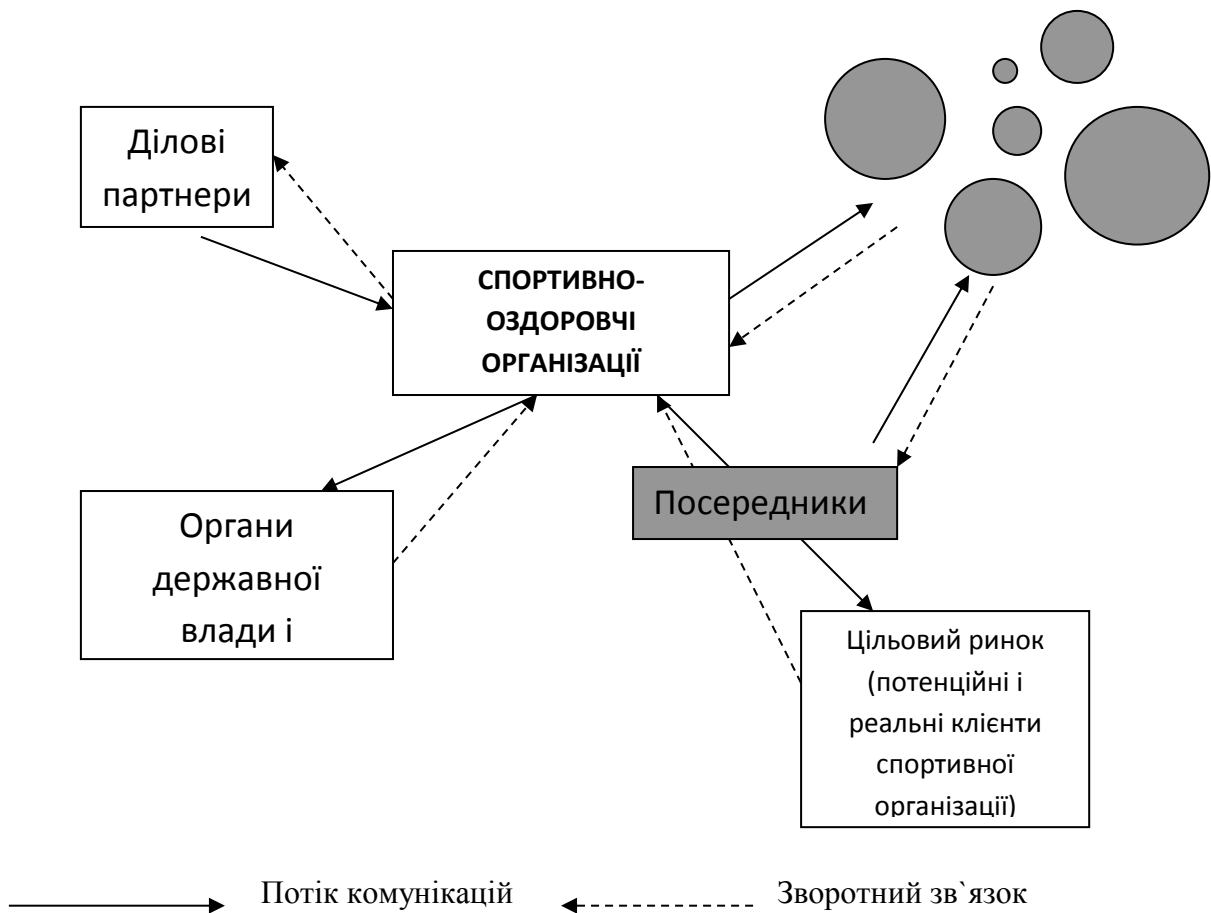 Ділові
партнери
СПОРТИВНО-
ОЗДОРОВЧІ
ОРГАНІЗАЦІЇ
Посередники
Органи
державної
влади і
Цільовий ринок
(потенційні і
реальні клієнти
спортивної
організації)
Потік комунікацій
Зворотний зв`язок